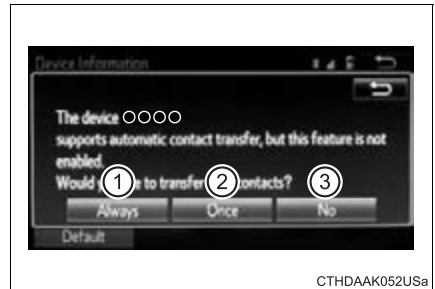 Device Information
The device ○○○○
supports automatic contact transfer, but this feature is not
enabled.
Would to transfer contacts?
1 2 3
Always Once No
Default
CTHDAAK052USa